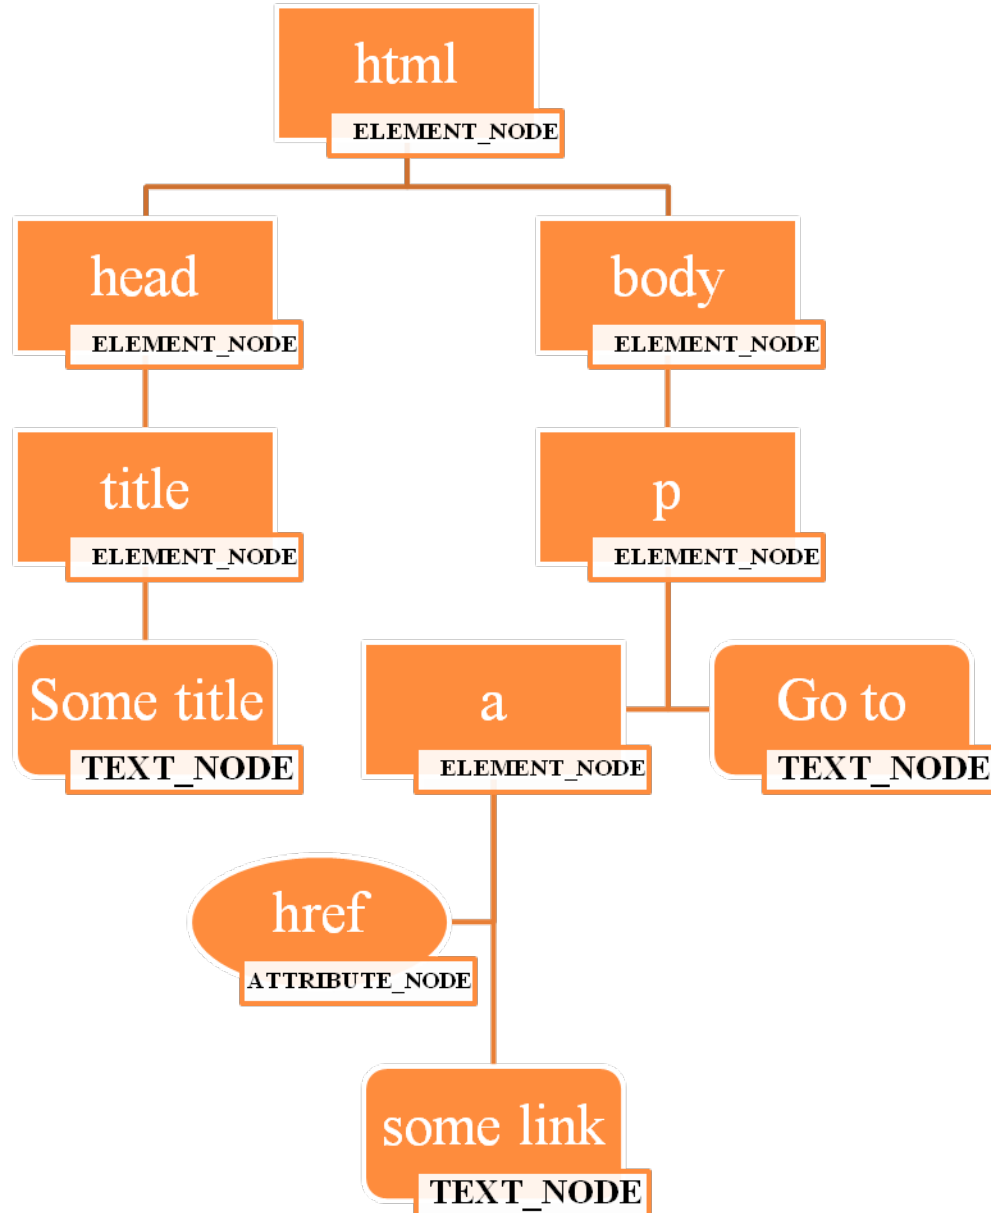 html
ELEMENT_NODE
head
ELEMENT_NODE
body
ELEMENT_NODE
title
ELEMENT_NODE
p
ELEMENT_NODE
Some title
TEXT_NODE
a
ELEMENT_NODE
Go to
TEXT_NODE
href
ATTRIBUTE_NODE
some link
TEXT_NODE